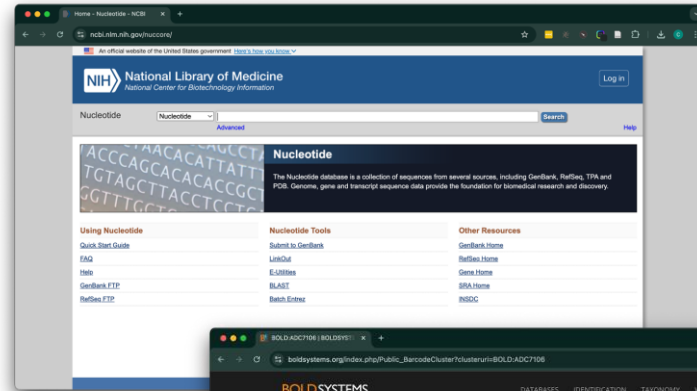 Home - Nucleotide - NCBI
ncbi.nlm.nih.gov/nuccore/
An official website of the United States government Here's how you know
NIH National Library of Medicine
National Center for Biotechnology Information
Log in
Nucleotide Nucleotide Search
Advanced Help
Nucleotide
The Nucleotide database is a collection of sequences from several sources, including GenBank, RefSeq, TPA and
PDB. Genome, gene and transcript sequence data provide the foundation for biomedical research and discovery.
Using Nucleotide Nucleotide Tools Other Resources
Quick Start Guide Submit to GenBank GenBank Home
FAQ LinkOut RefSeq Home
Help E-Utilities Gene Home
GenBank FTP BLAST SRA Home
RefSeq FTP Batch Entrez INSDC
BOLD:ADC7106 | BOLDSYSTE
boldsystems.org/index.php/Public_BarcodeCluster?clusteruri=BOLD:ADC7106
BOLDSYSTEMS DATABASES IDENTIFICATION TAXONOMY